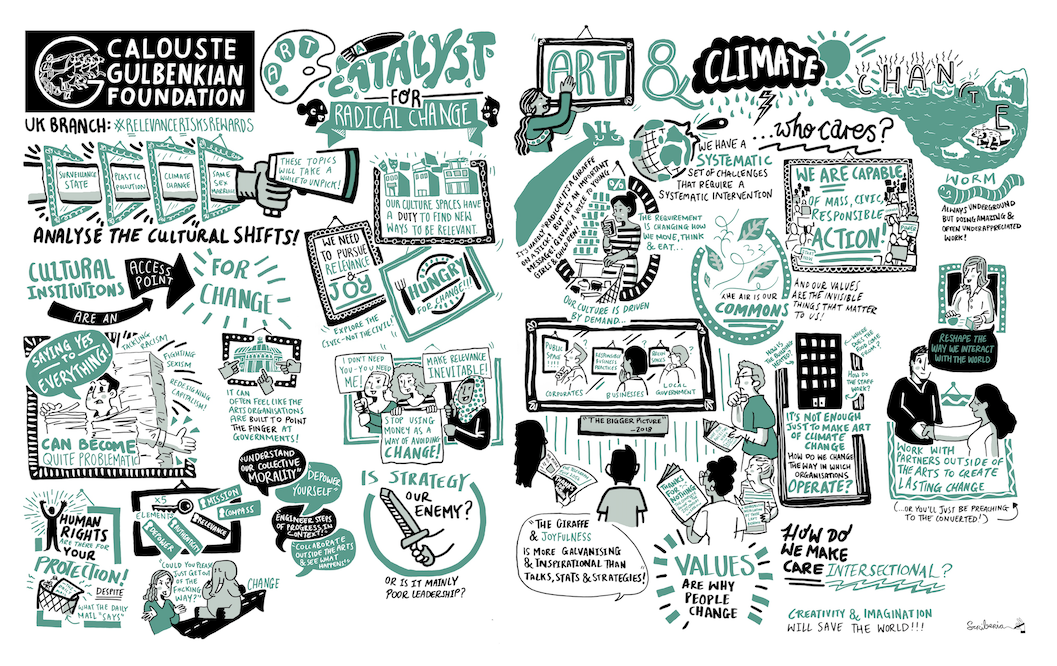 CALOUSTE
GULBENKIAN
FOUNDATION
UK BRANCH: #RELEVANCERISKSREWARDS
ART
A
CATALYST
FOR
RADICAL CHANGE
SURVEILLANCE
STATE
PLASTIC
POLLUTION
CLIMATE
CHANGE
SAME
SEX
MARRIAGE
THESE TOPICS
WILL TAKE A
WHILE TO UNPICK!
ANALYSE THE CULTURAL SHIFTS!
OUR CULTURE SPACES HAVE
A DUTY TO FIND NEW
WAYS TO BE RELEVANT.
CULTURAL
INSTITUTIONS
ARE AN
ACCESS
POINT
FOR
CHANGE
WE NEED
TO PURSUE
RELEVANCE
&
JOY
HUNGRY
FOR CHANGE!!!
EXPLORE THE
CIVIC-NOT THE CIVIL!
SAYING YES
TO
EVERYTHING!
TALKING
RACISM
FIGHTING
SEXISM
REDESIGNING
CAPITALISM!
CAN BECOME
QUITE PROBLEMATIC
IT CAN
OFTEN FEEL LIKE THE
ARTS ORGANISATIONS
ARE BUILT TO POINT
THE FINGER AT
GOVERNMENTS!
I DON'T NEED
YOU-YOU NEED
ME!
MAKE RELEVANCE
INEVITABLE!
STOP USING
MONEY AS A
WAY OF AVOIDING
CHANGE!
HUMAN
RIGHTS
ARE THERE FOR
YOUR
PROTECTION!
DESPITE
WHAT THE DAILY
MAIL "SAYS"
X5
ELEMENTS
MISSION
COMPASS
RELEVANCE
AUTHENTICITY
EMPOWER
"UNDERSTAND
OUR COLLECTIVE
MORALITY"
"DEPOWER
YOURSELF"
ENGINEER STEPS
OF PROGRESS IN
CONTEXT!
"COLLABORATE
OUTSIDE THE ARTS
& SEE WHAT
HAPPENS"
COULD YOU PLEASE
JUST GET OUT
OF THE
F*CKING
WAY?
CHANGE
IS STRATEGY
OUR
ENEMY?
OR IS IT MAINLY
POOR LEADERSHIP?
ART
&
CLIMATE
CHANGE
...WHO CARES?
IT'S HARDLY "RADICAL" ITS A GIRAFFE
ON A STICK BUT IT'S AN IMPORTANT
MESSAGE GIVING A VOICE TO YOUNG
GIRLS & CHILDREN!
WE HAVE A
SYSTEMATIC
SET OF CHALLENGES
THAT REQUIRE A
SYSTEMATIC INTERVENTION
%
THE REQUIREMENT
IS CHANGING HOW
WE MOVE, THINK
& EAT...
OUR CULTURE IS DRIVEN
BY DEMAND...
THE AIR IS OUR
COMMONS
WE ARE CAPABLE
OF MASS, CIVIC,
RESPONSIBLE
ACTION!
AND OUR VALUES
ARE THE INVISIBLE
THINGS THAT MATTER
TO US!
WORM
ALWAYS UNDERGROUND
BUT DOING AMAZING &
OFTEN UNDERAPPRECIATED
WORK!
RESHAPE THE
WAY WE INTERACT
WITH THE WORLD
PUBLIC
SPACE
!!!!
RESPONSIBLE
BUSINESS
PRACTICES
GREEN
SPACES
CORPORATES
BUSINESSES
LOCAL
GOVERNMENT
"THE BIGGER PICTURE"
-2018
HOW IS
THE BUILDING
HEATED?
WHERE
DOES THE
FOOD COME
FROM?
HOW DO
THE STAFF
WORK?
IT'S NOT ENOUGH
JUST TO MAKE ART
OF CLIMATE
CHANGE
HOW DO WE CHANGE
THE WAY IN WHICH
ORGANISATIONS
OPERATE?
WORK WITH
PARTNERS OUTSIDE OF
THE ARTS TO CREATE
LASTING CHANGE
(...OR YOU'LL JUST BE PREACHING
TO THE CONVERTED!)
THANKS
FOR
NOTHING
"THE GIRAFFE
& JOYFULNESS
IS MORE GALVANISING
& INSPIRATIONAL THAN
TALKS, STATS & STRATEGIES!
VALUES
ARE WHY
PEOPLE
CHANGE
HOW DO
WE MAKE
CARE INTERSECTIONAL?
CREATIVITY & IMAGINATION
WILL SAVE THE WORLD!!!
Scriberia